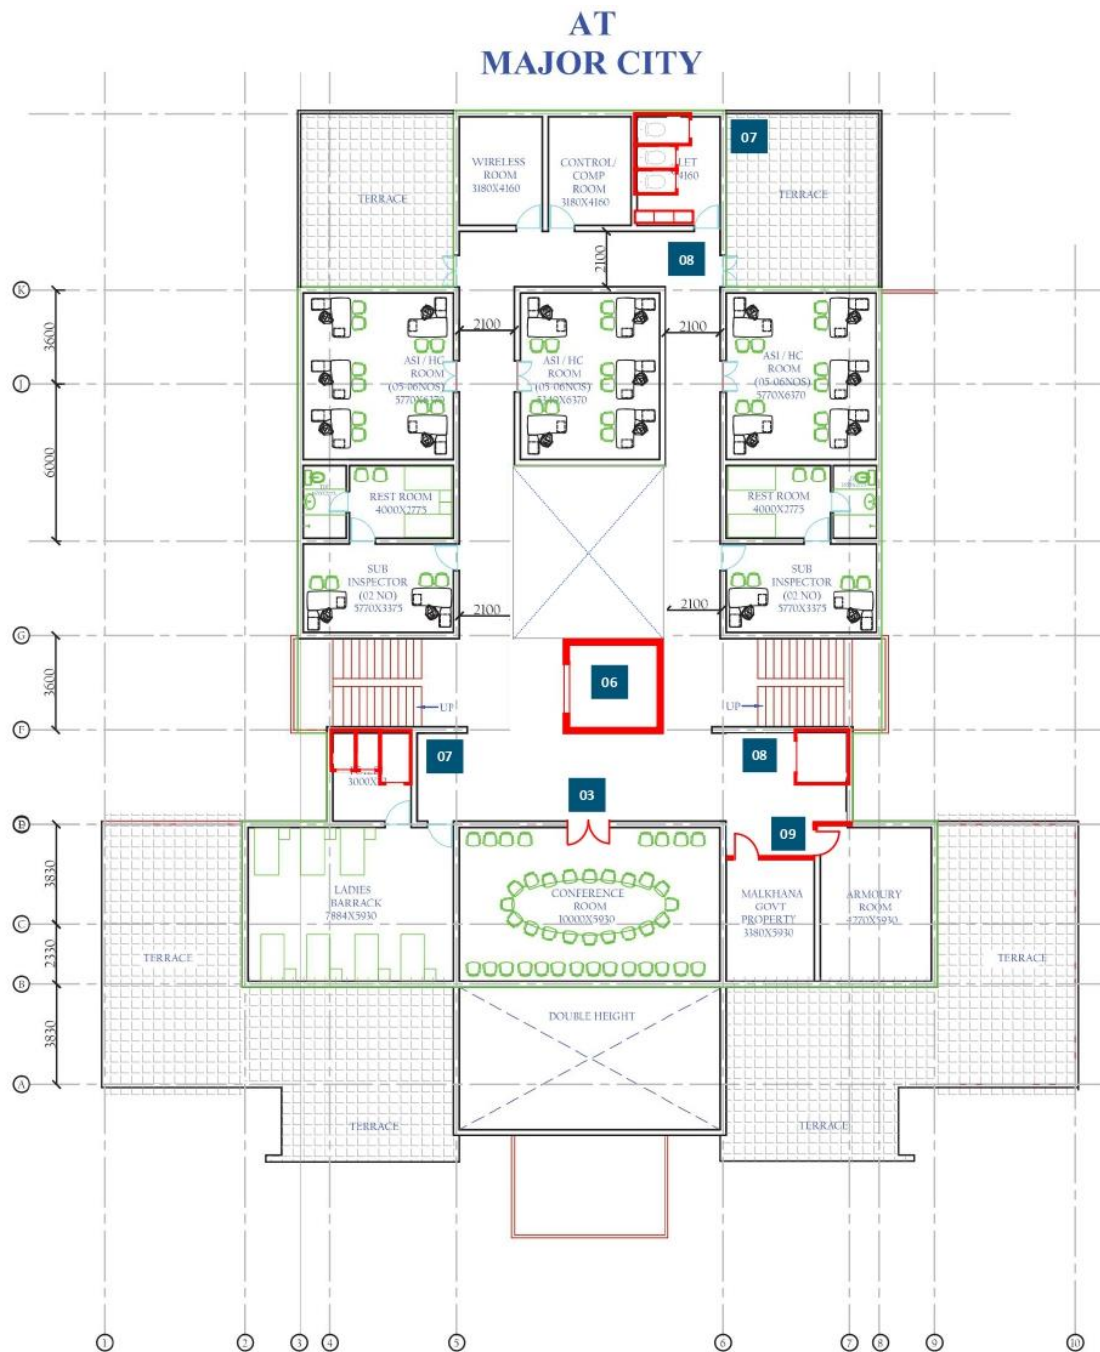 AT
MAJOR CITY
07
WIRELESS
ROOM
3180X4160
CONTROL/
COMP
ROOM
3180X4160
TERRACE
TERRACE
08
2100
K
3600
2100
2100
ASI / HC
ROOM
(05-06NOS)
5770X6370
ASI / HC
ROOM
(05-06NOS)
ASI / HC
ROOM
(05-06NOS)
5770X6370
J
6000
REST ROOM
4000X2775
REST ROOM
4000X2775
SUB
INSPECTOR
(02 NO)
5770X3375
SUB
INSPECTOR
(02 NO)
5770X3375
2100
2100
G
3600
06
UP
UP
F
07
08
03
09
D
3830
LADIES
BARRACK
7884X5930
CONFERENCE
ROOM
10000X5930
MALKHANA
GOVT
PROPERTY
3380X5930
ARMOURY
ROOM
4270X5930
C
2330
TERRACE
TERRACE
B
3830
DOUBLE HEIGHT
A
TERRACE
TERRACE
1
2
3
4
5
6
7
8
9
10